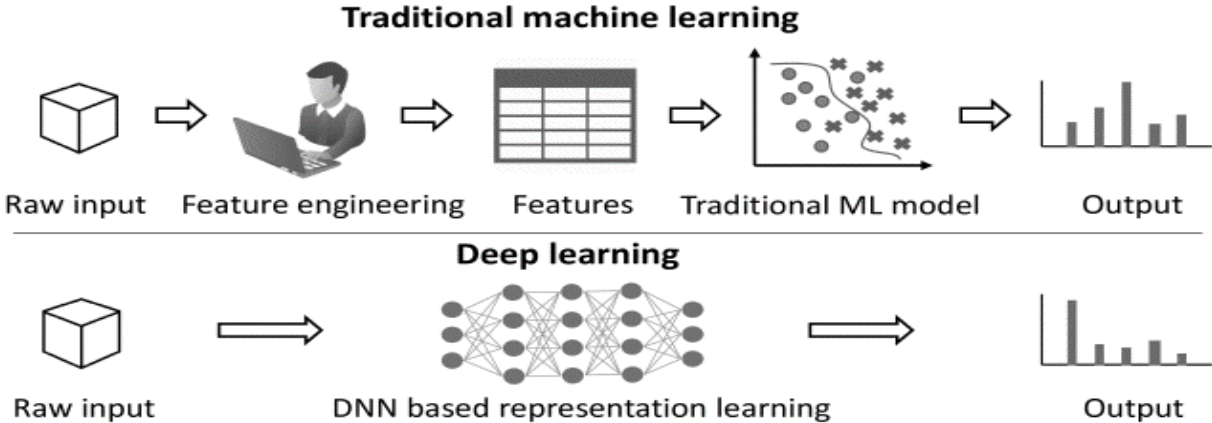 Traditional machine learning
Raw input Feature engineering Features Traditional ML model Output
Deep learning
Raw input DNN based representation learning Output